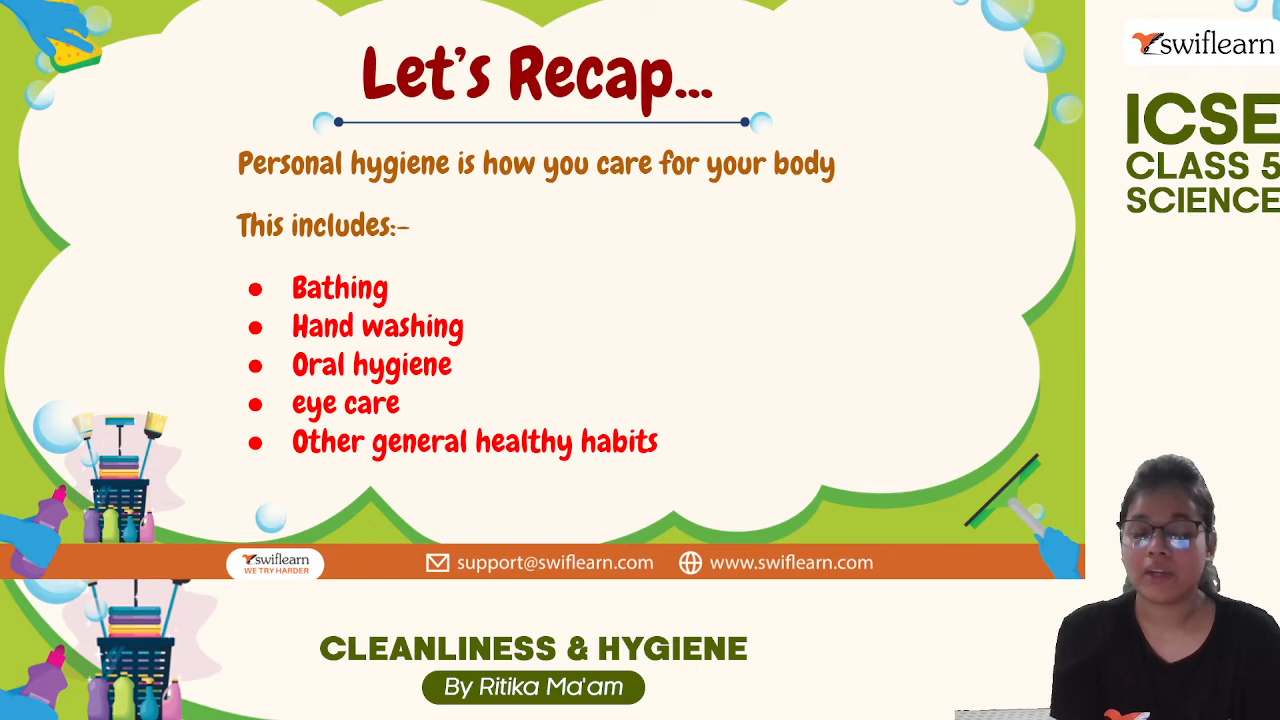 Let's Recap...
Personal hygiene is how you care for your body
This includes:-
● Bathing
● Hand washing
● Oral hygiene
● eye care
● Other general healthy habits
swiflearn
WE TRY HARDER
support@swiflearn.com
www.swiflearn.com
swiflearn
ICSE
CLASS 5
SCIENCE
CLEANLINESS & HYGIENE
By Ritika Ma'am